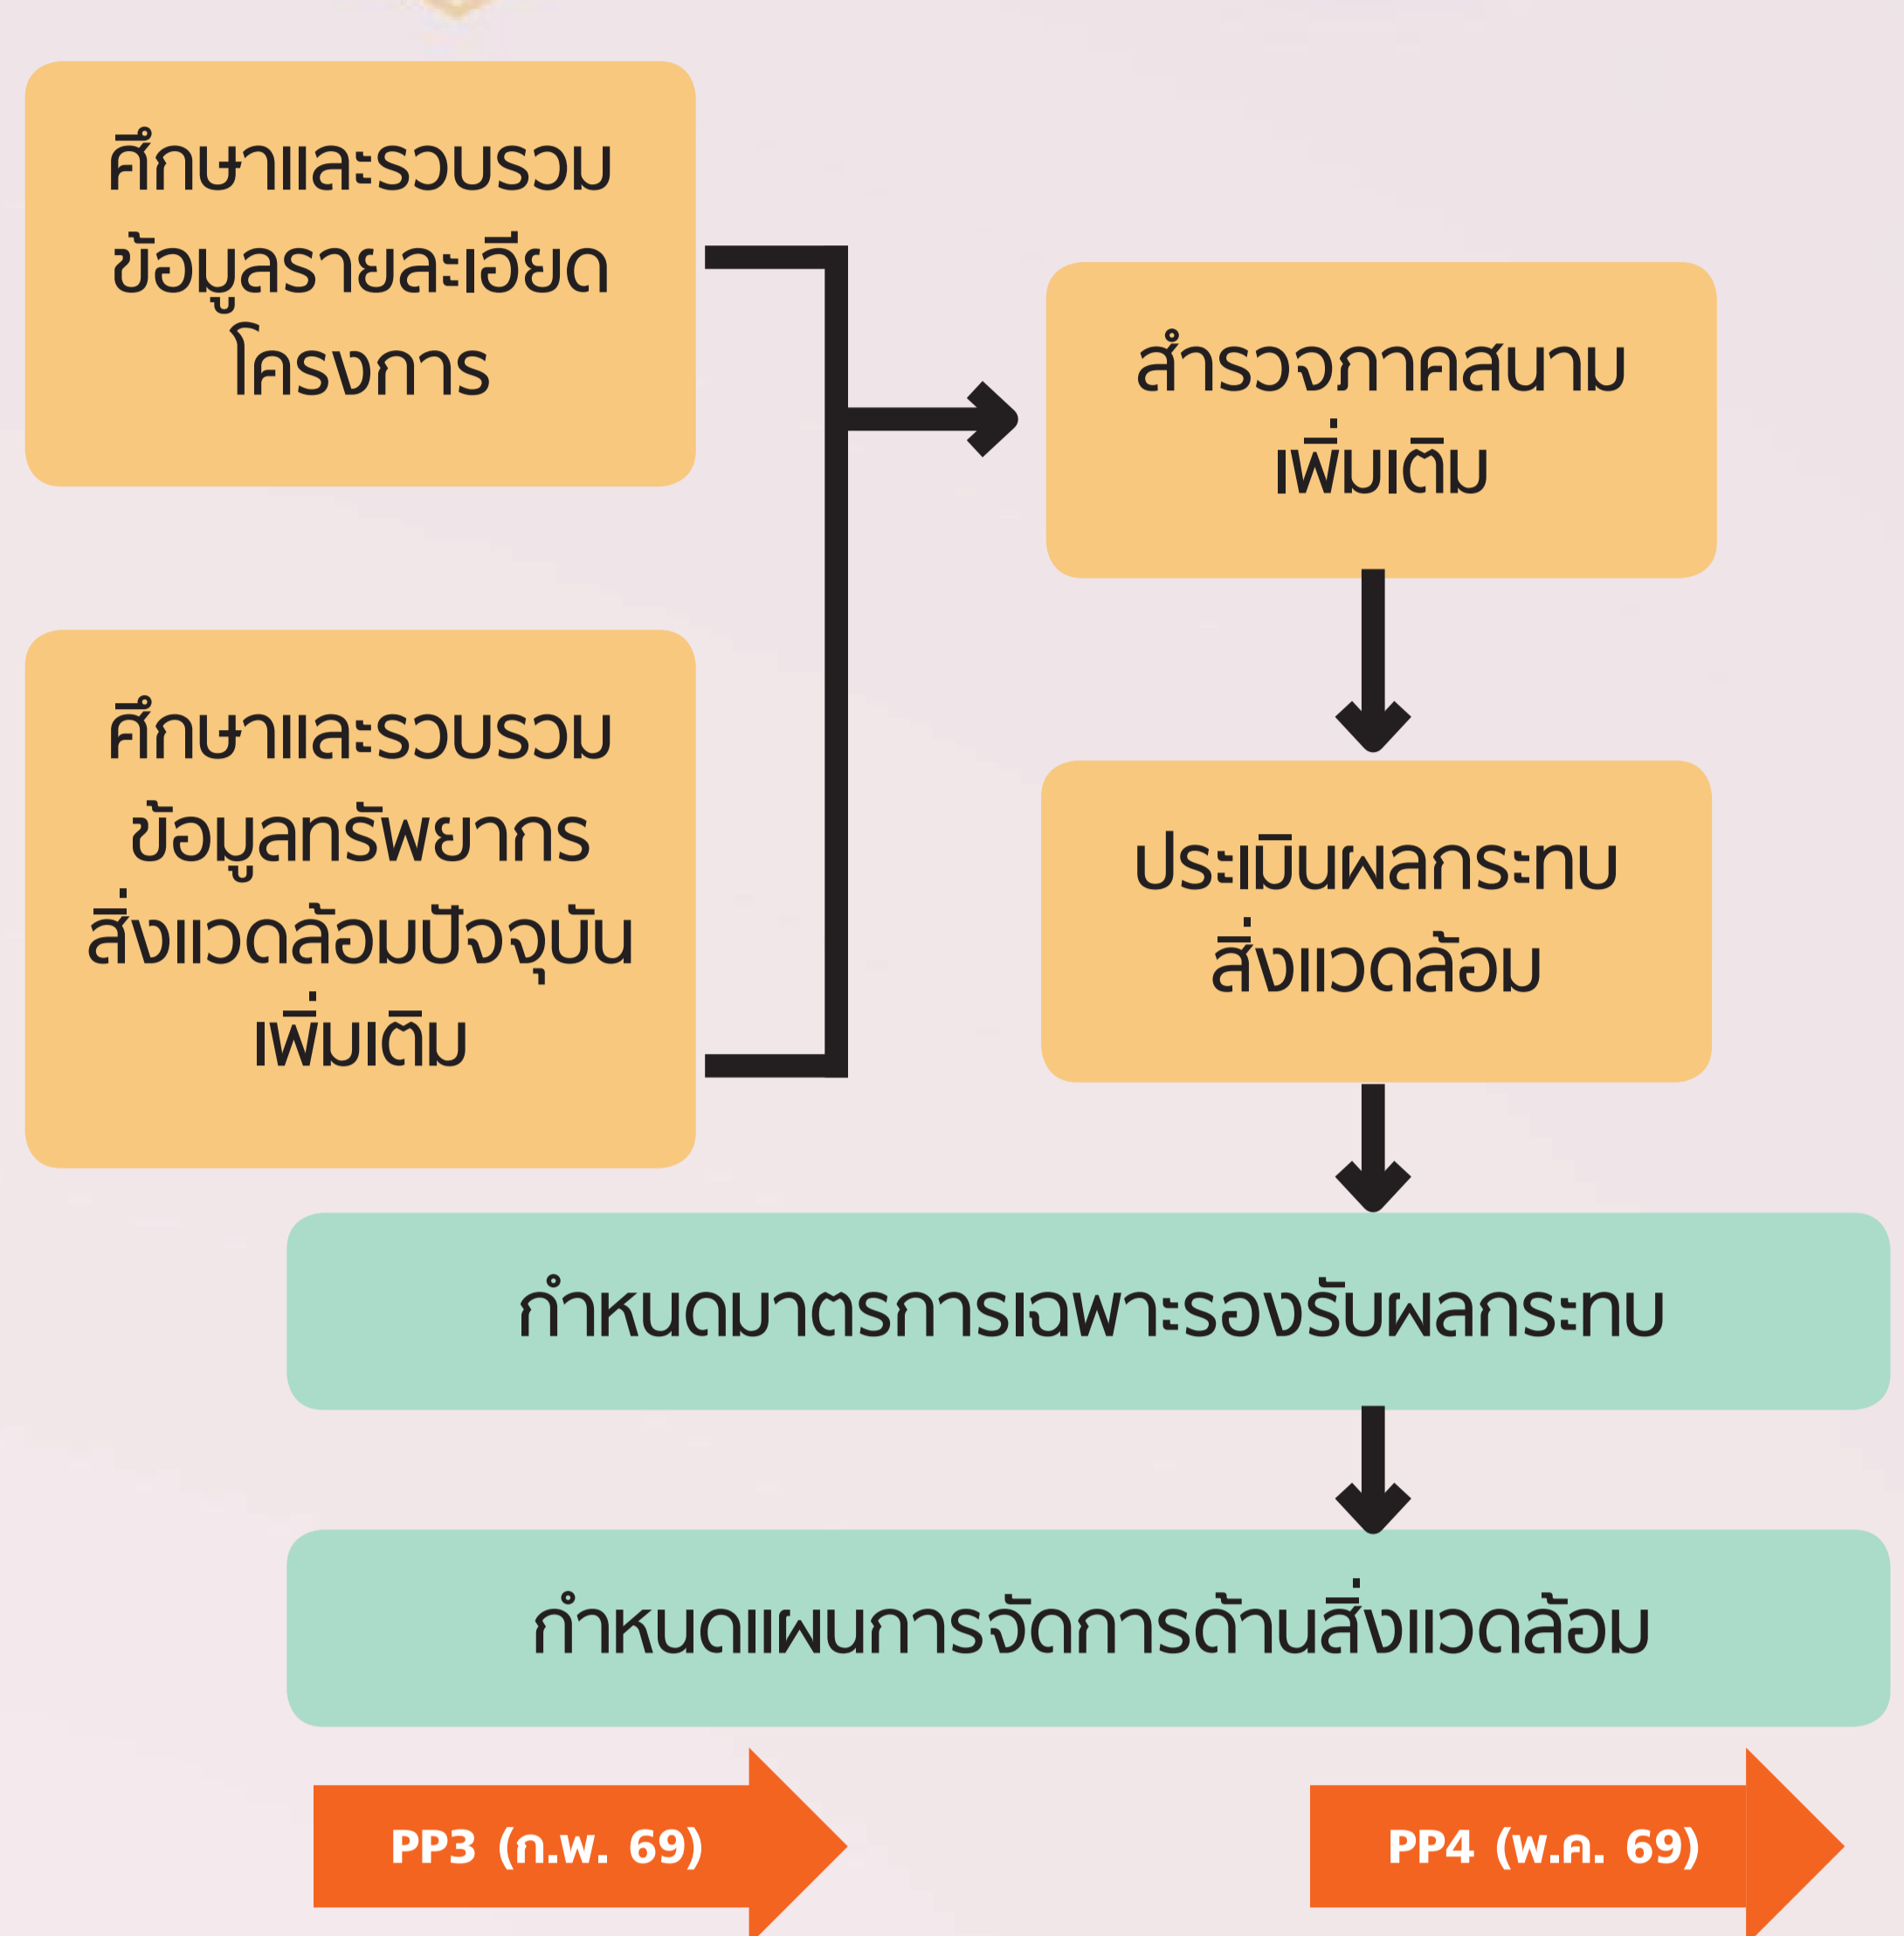 ศึกษาและรวบรวม
ข้อมูลรายละเอียด
โครงการ
ศึกษาและรวบรวม
ข้อมูลทรัพยากร
สิ่งแวดล้อมปัจจุบัน
เพิ่มเติม
สำรวจภาคสนาม
เพิ่มเติม
ประเมินผลกระทบ
สิ่งแวดล้อม
กำหนดมาตรการเฉพาะรองรับผลกระทบ
กำหนดแผนการจัดการด้านสิ่งแวดล้อม
PP3 (ก.พ. 69)
PP4 (พ.ค. 69)